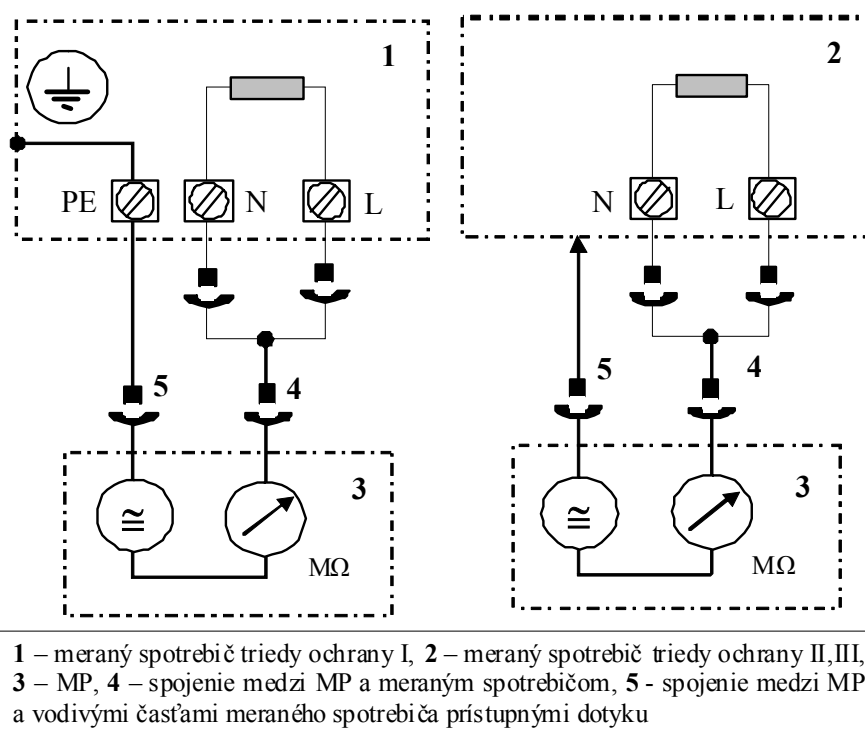 1
2
PE
N
L
N
L
5
4
5
4
3
3
≅
MΩ
≅
MΩ
1 – meraný spotrebič triedy ochrany I, 2 – meraný spotrebič triedy ochrany II,III,
3 – MP, 4 – spojenie medzi MP a meraným spotrebičom, 5 - spojenie medzi MP
a vodivými časťami meraného spotrebiča prístupnými dotyku